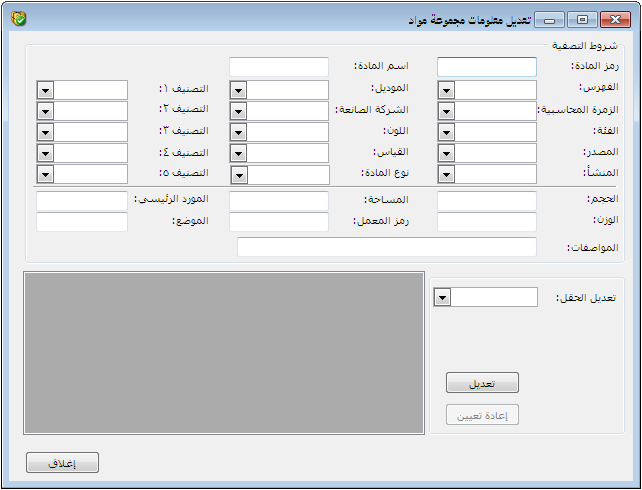 تعديل معلومات مجموعة مواد
شروط التصفية
رمز المادة: اسم المادة:
الفهرس: الموديل: التصنيف ١:
الزمرة المحاسبية: الشركة الصانعة: التصنيف ٢:
الفئة: اللون: التصنيف ٣:
المصدر: القياس: التصنيف ٤:
المنشأ: نوع المادة: التصنيف ٥:
الحجم: المساحة: المورد الرئيسي:
الوزن: رمز المعمل: الموضع:
المواصفات:
تعديل الحقل:
تعديل
إعادة تعيين
إغلاق